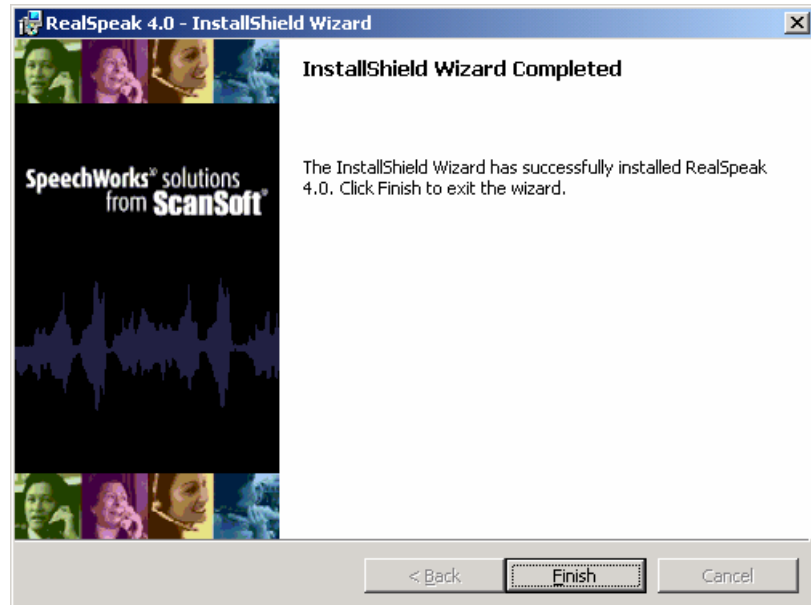 RealSpeak 4.0 - InstallShield Wizard
InstallShield Wizard Completed
SpeechWorks® solutions
from ScanSoft®
The InstallShield Wizard has successfully installed RealSpeak
4.0. Click Finish to exit the wizard.
< Back
Finish
Cancel